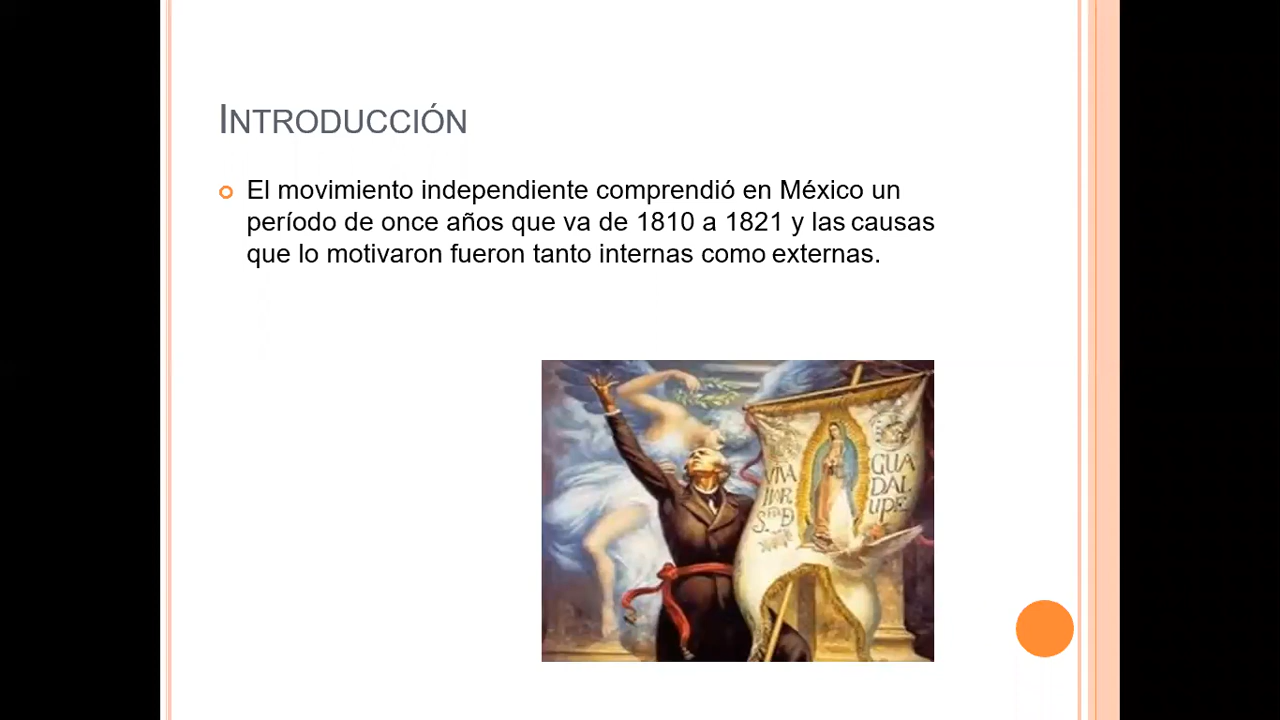 INTRODUCCIÓN
El movimiento independiente comprendió en México un
período de once años que va de 1810 a 1821 y las causas
que lo motivaron fueron tanto internas como externas.
VIVA
GUA
DAL
UPE